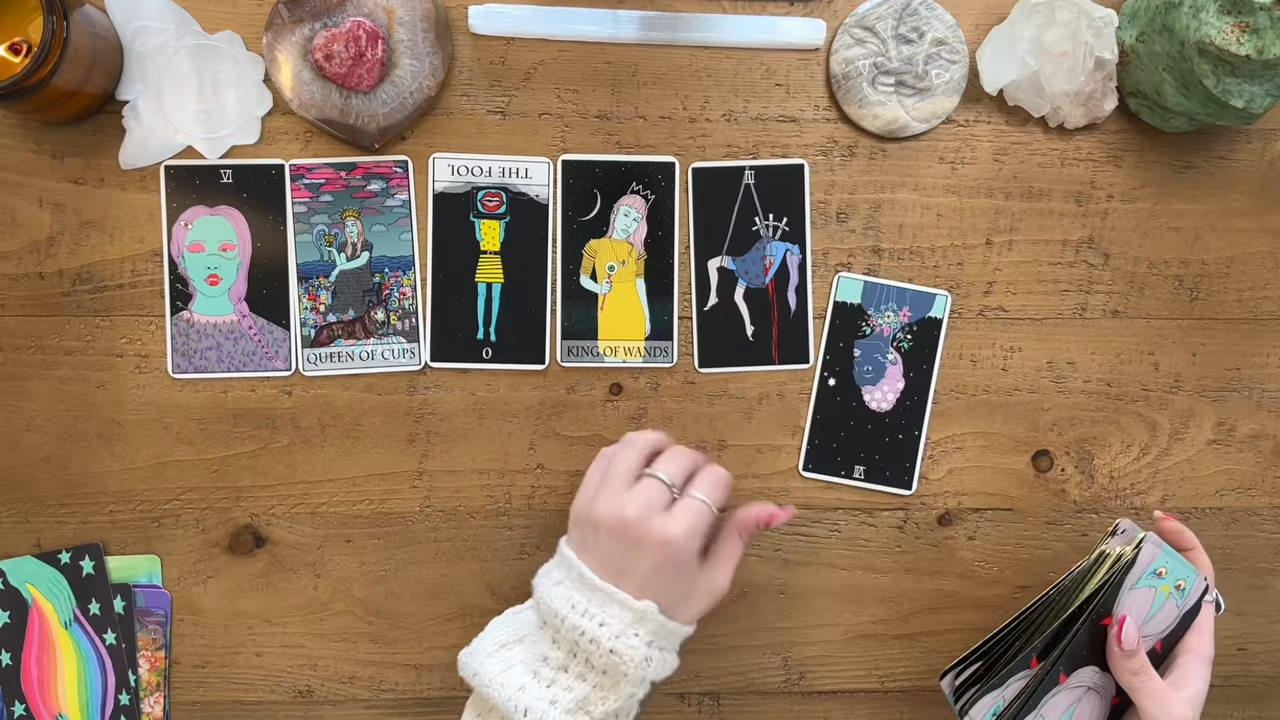 VI
QUEEN OF CUPS
THE FOOL
0
KING OF WANDS
III